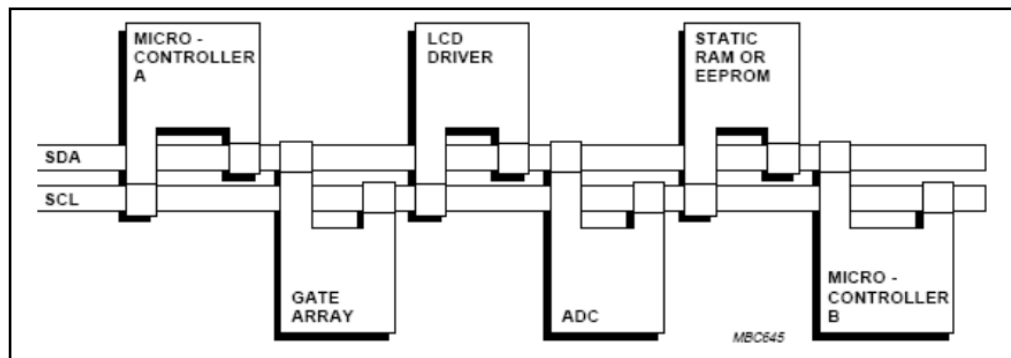 MICRO -
CONTROLLER
A
LCD
DRIVER
STATIC
RAM OR
EEPROM
SDA
SCL
GATE
ARRAY
ADC
MICRO -
CONTROLLER
B
MBC645